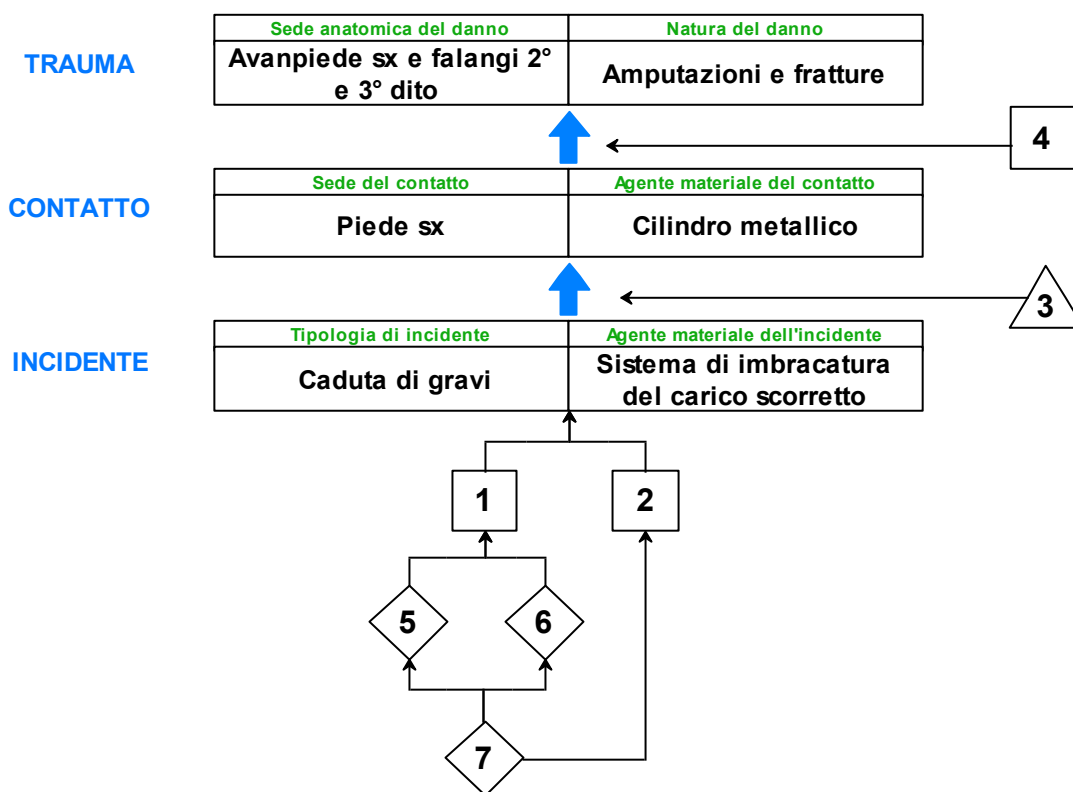 Sede anatomica del danno
Natura del danno
TRAUMA
Avanpiede sx e falangi 2°
e 3° dito
Amputazioni e fratture
4
Sede del contatto
Agente materiale del contatto
CONTATTO
Piede sx
Cilindro metallico
3
Tipologia di incidente
Agente materiale dell'incidente
INCIDENTE
Caduta di gravi
Sistema di imbracatura
del carico scorretto
1
2
5
6
7